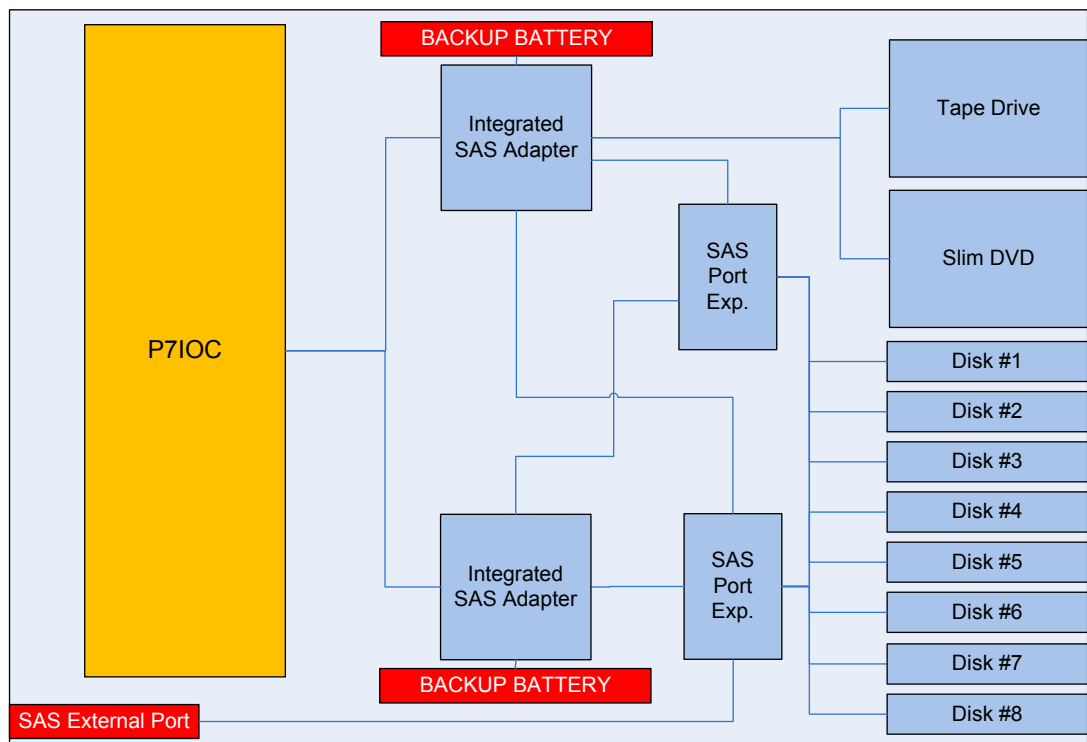 BACKUP BATTERY
Integrated
SAS Adapter
Tape Drive
SAS
Port
Exp.
Slim DVD
P7IOC
Disk #1
Disk #2
Disk #3
Disk #4
Disk #5
Disk #6
Disk #7
Disk #8
Integrated
SAS Adapter
SAS
Port
Exp.
BACKUP BATTERY
SAS External Port